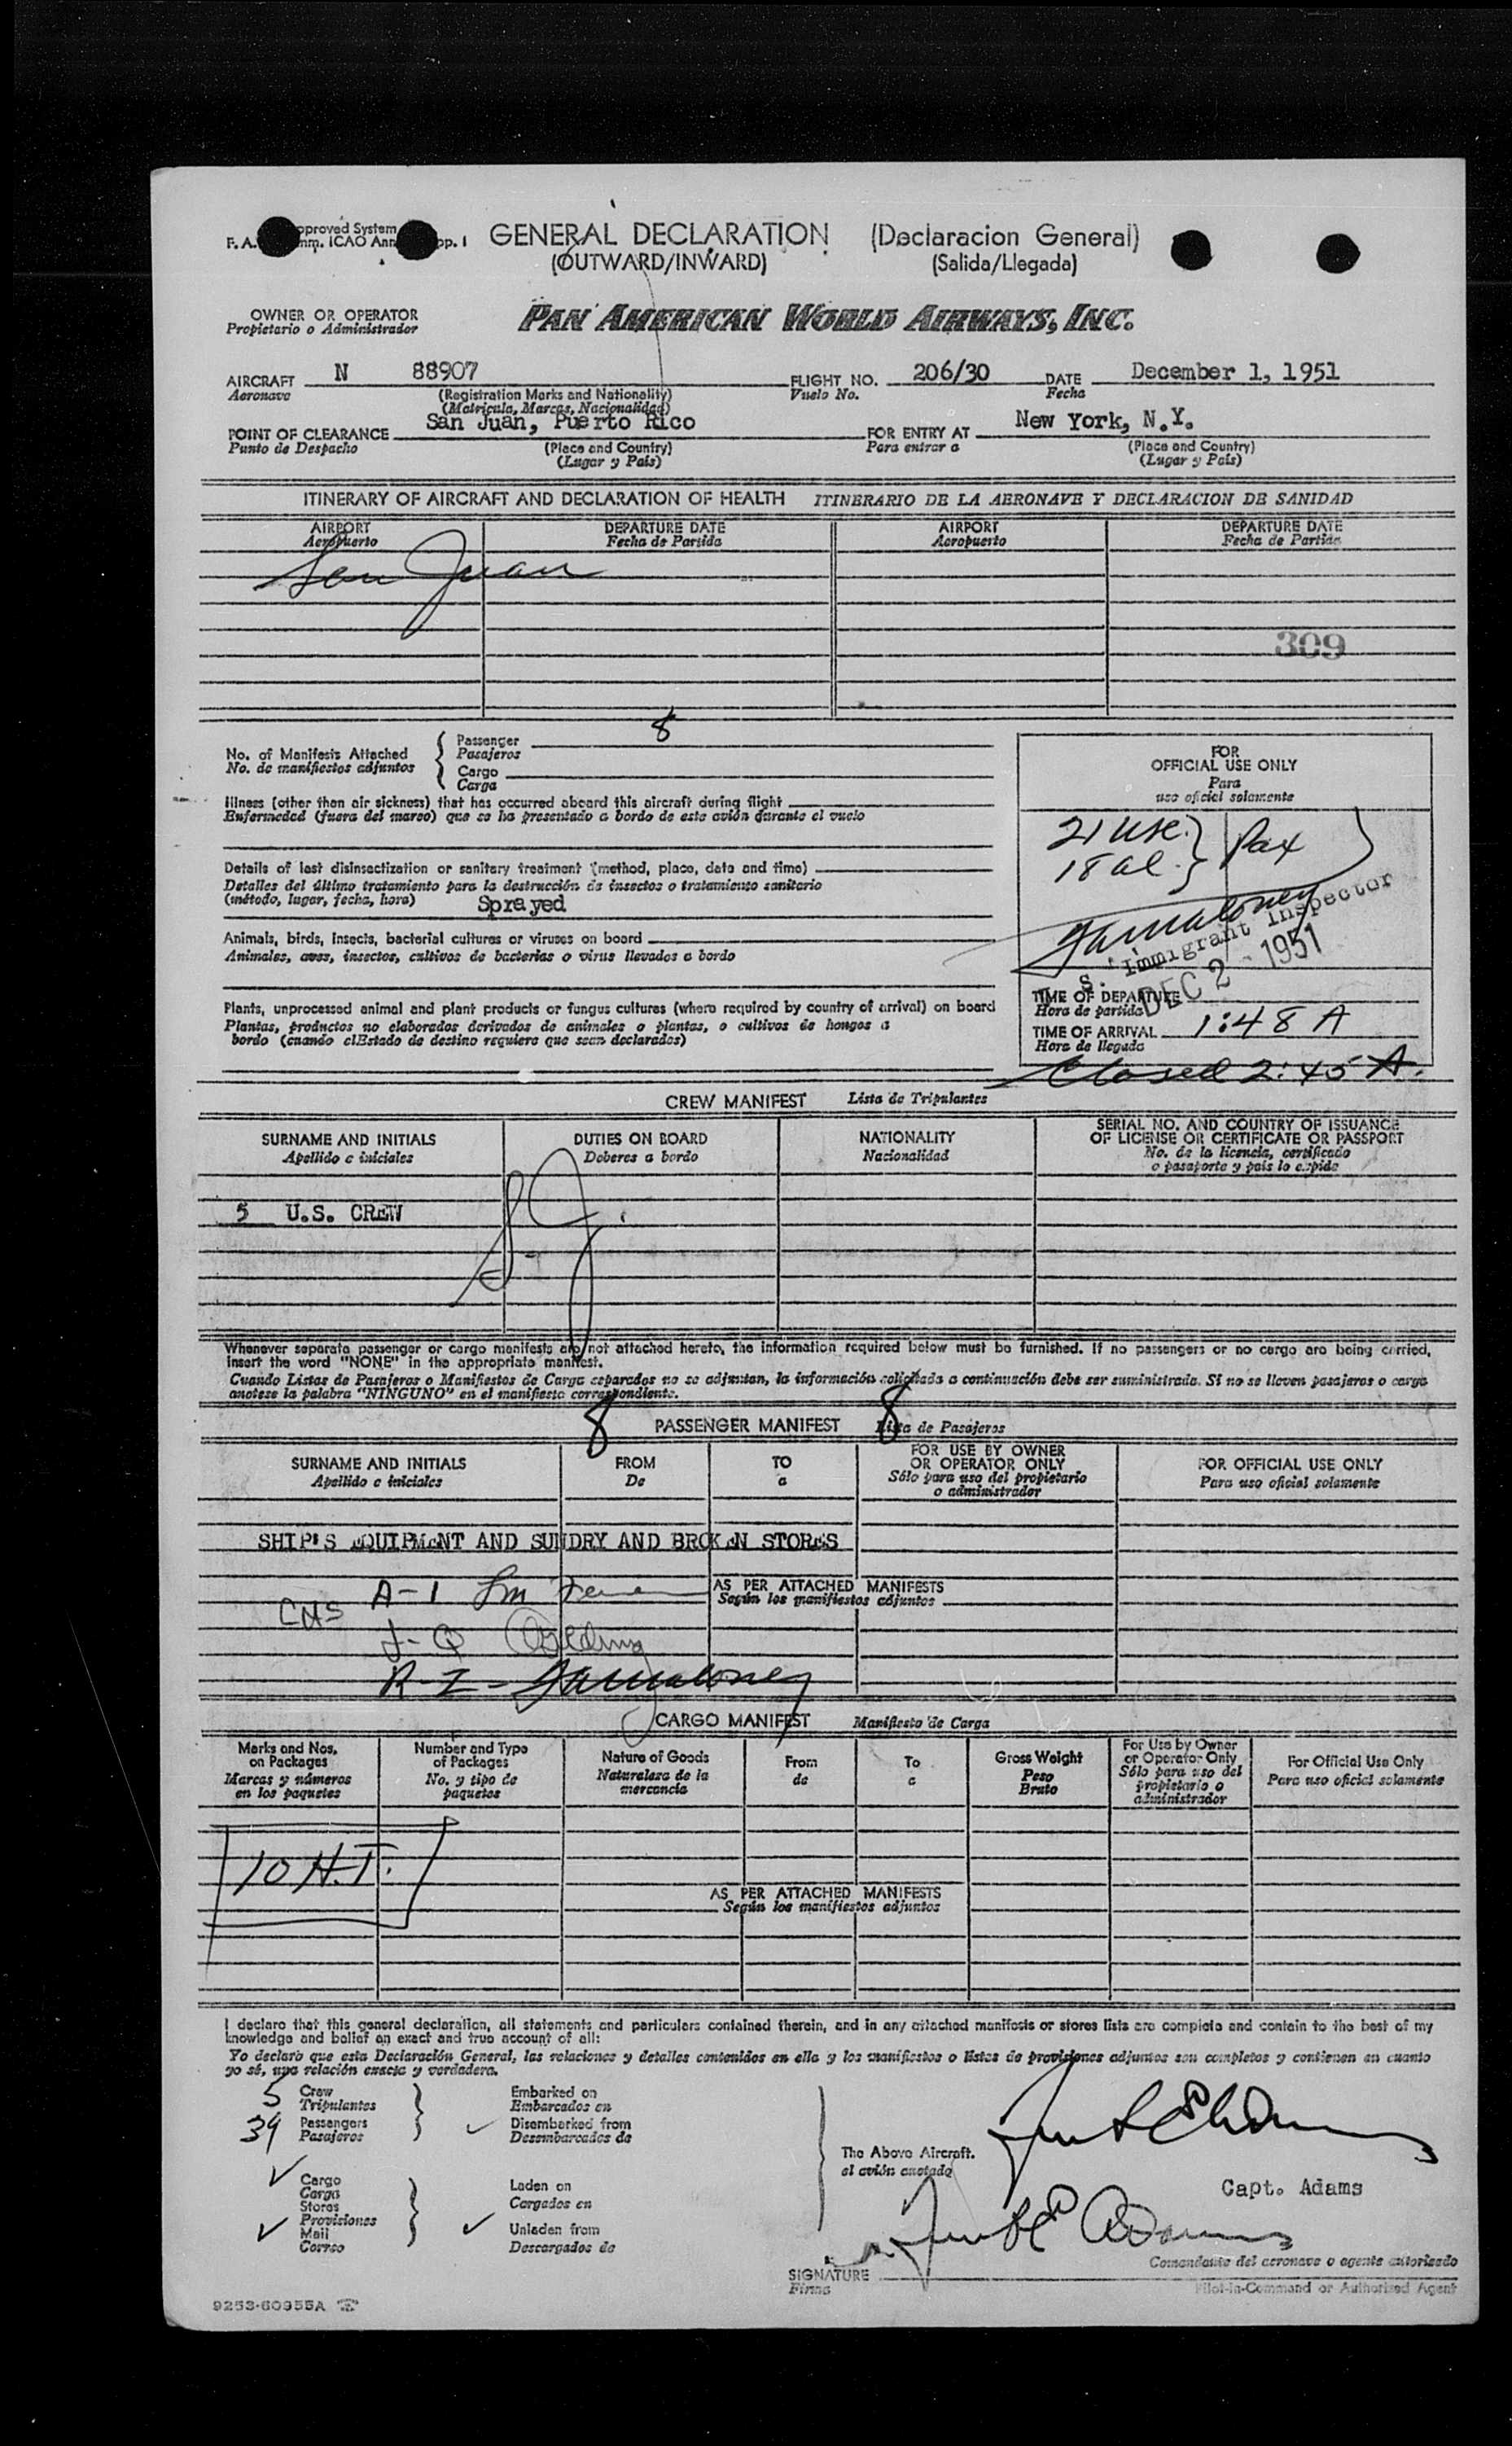 F. A. pproved System
mm. ICAO Ann pp. 1
GENERAL DECLARATION (Declaracion General)
(OUTWARD/INWARD) (Salida/Llegada)
OWNER OR OPERATOR
Propietario o Administrador
PAN AMERICAN WORLD AIRWAYS, INC.
AIRCRAFT N 88907 FLIGHT NO. 206/30 DATE December 1, 1951
Aeronave (Registration Marks and Nationality) Vuelo No. Fecha
(Matricula, Marcas, Nacionalidad)
POINT OF CLEARANCE San Juan, Puerto Rico FOR ENTRY AT New York, N.Y.
Punto de Despacho (Place and Country) Para entrar a (Place and Country)
(Lugar y País) (Lugar y País)
ITINERARY OF AIRCRAFT AND DECLARATION OF HEALTH ITINERARIO DE LA AERONAVE Y DECLARACION DE SANIDAD
AIRPORT DEPARTURE DATE AIRPORT DEPARTURE DATE
Aeropuerto Fecha de Partida Aeropuerto Fecha de Partida
San Juan
309
No. of Manifests Attached
No. de manifiestos adjuntos
Passenger 8
Pasajeros
Cargo
Carga
Illness (other than air sickness) that has occurred aboard this aircraft during flight
Enfermedad (fuera del mareo) que se ha presentado a bordo de este avión durante el vuelo
Details of last disinsectization or sanitary treatment (method, place, date and time)
Detalles del último tratamiento para la destrucción de insectos o tratamiento sanitario
(método, lugar, fecha, hora) Sprayed
Animals, birds, insects, bacterial cultures or viruses on board
Animales, aves, insectos, cultivos de bacterias o virus llevados a bordo
Plants, unprocessed animal and plant products or fungus cultures (where required by country of arrival) on board
Plantas, productos no elaborados derivados de animales o plantas, o cultivos de hongos a
bordo (cuando elEstado de destino requiera que sean declarados)
FOR
OFFICIAL USE ONLY
Para
uso oficial solamente
21 USC.
18 al. Pax
Jamaloney
S. Immigrant Inspector
DEC 2 - 1951
TIME OF DEPARTURE
Hora de partida
TIME OF ARRIVAL 1:48 A
Hora de llegada
Closed 2:45 A.
CREW MANIFEST Lista de Tripulantes
SURNAME AND INITIALS DUTIES ON BOARD NATIONALITY SERIAL NO. AND COUNTRY OF ISSUANCE
OF LICENSE OR CERTIFICATE OR PASSPORT
Apellido e iniciales Deberes a bordo Nacionalidad No. de la licencia, certificado
o pasaporte y país lo expide
5 U.S. CREW
S.J.
Whenever separate passenger or cargo manifests are not attached hereto, the information required below must be furnished. If no passengers or no cargo are being carried,
insert the word "NONE" in the appropriate manifest.
Cuando Listas de Pasajeros o Manifiestos de Carga separados no se adjuntan, la información solicitada a continuación debe ser suministrada. Si no se lleven pasajeros o carga
anotese la palabra "NINGUNO" en el manifiesto correspondiente.
8 PASSENGER MANIFEST 8 Lista de Pasajeros
SURNAME AND INITIALS FROM TO FOR USE BY OWNER
OR OPERATOR ONLY FOR OFFICIAL USE ONLY
Apellido e iniciales De a Sólo para uso del propietario
o administrador Para uso oficial solamente
SHIP'S EQUIPMENT AND SUNDRY AND BROKEN STORES
AS PER ATTACHED MANIFESTS
Según los manifiestos adjuntos
CHS A-1
J-Q
R-I - Jamaloney
CARGO MANIFEST Manifiesto de Carga
Marks and Nos.
on Packages
Marcas y números
en los paquetes
Number and Type
of Packages
No. y tipo de
paquetes
Nature of Goods
Naturaleza de la
mercancía
From
de
To
a
Gross Weight
Peso
Bruto
For Use by Owner
or Operator Only
Sólo para uso del
propietario o
administrador
For Official Use Only
Para uso oficial solamente
10 H.T.
AS PER ATTACHED MANIFESTS
Según los manifiestos adjuntos
I declare that this general declaration, all statements and particulars contained therein, and in any attached manifests or stores lists are complete and contain to the best of my
knowledge and belief an exact and true account of all:
Yo declaro que esta Declaración General, las relaciones y detalles contenidos en ella y los manifiestos o listas de provisiones adjuntos son completos y contienen en cuanto
yo sé, una relación exacta y verdadera.
5 Crew
Tripulantes
39 Passengers
Pasajeros
Embarked on
Embarcados en
Disembarked from
Desembarcados de
Cargo
Carga
Stores
Provisiones
Mail
Correo
Laden on
Cargados en
Unladen from
Descargados de
The Above Aircraft.
el avión anotado
Capt. Adams
SIGNATURE
Firma
Comandante del aeronave o agente autorizado
Pilot-in-Command or Authorized Agent
9253-60955A